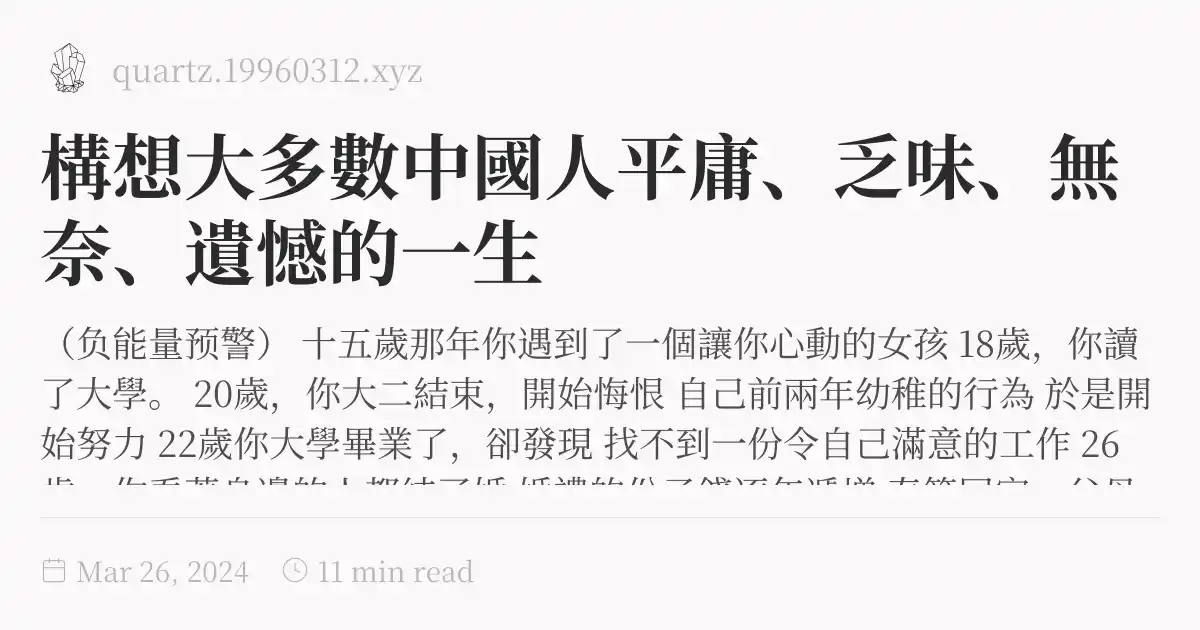 quartz.19960312.xyz
構想大多數中國人平庸、乏味、無
奈、遺憾的一生
（负能量预警） 十五歲那年你遇到了一個讓你心動的女孩 18歲，你讀
了大學。 20歲，你大二結束，開始悔恨 自己前兩年幼稚的行為 於是開
始努力 22歲你大學畢業了，卻發現 找不到一份令自己滿意的工作 26
Mar 26, 2024
11 min read